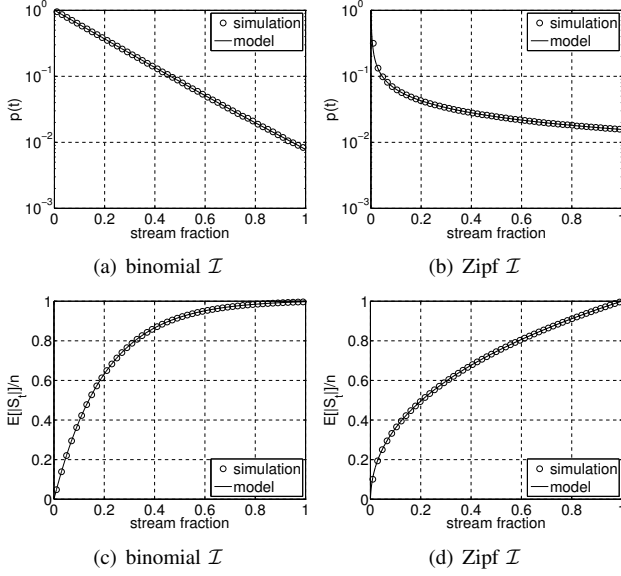 10^0
10^-1
10^-2
10^-3
p(t)
simulation
model
0 0.2 0.4 0.6 0.8 1
stream fraction
(a) binomial I
10^0
10^-1
10^-2
10^-3
p(t)
simulation
model
0 0.2 0.4 0.6 0.8 1
stream fraction
(b) Zipf I
1
0.8
0.6
0.4
0.2
0
E[|S_t|]/n
simulation
model
0 0.2 0.4 0.6 0.8 1
stream fraction
(c) binomial I
1
0.8
0.6
0.4
0.2
0
E[|S_t|]/n
simulation
model
0 0.2 0.4 0.6 0.8 1
stream fraction
(d) Zipf I